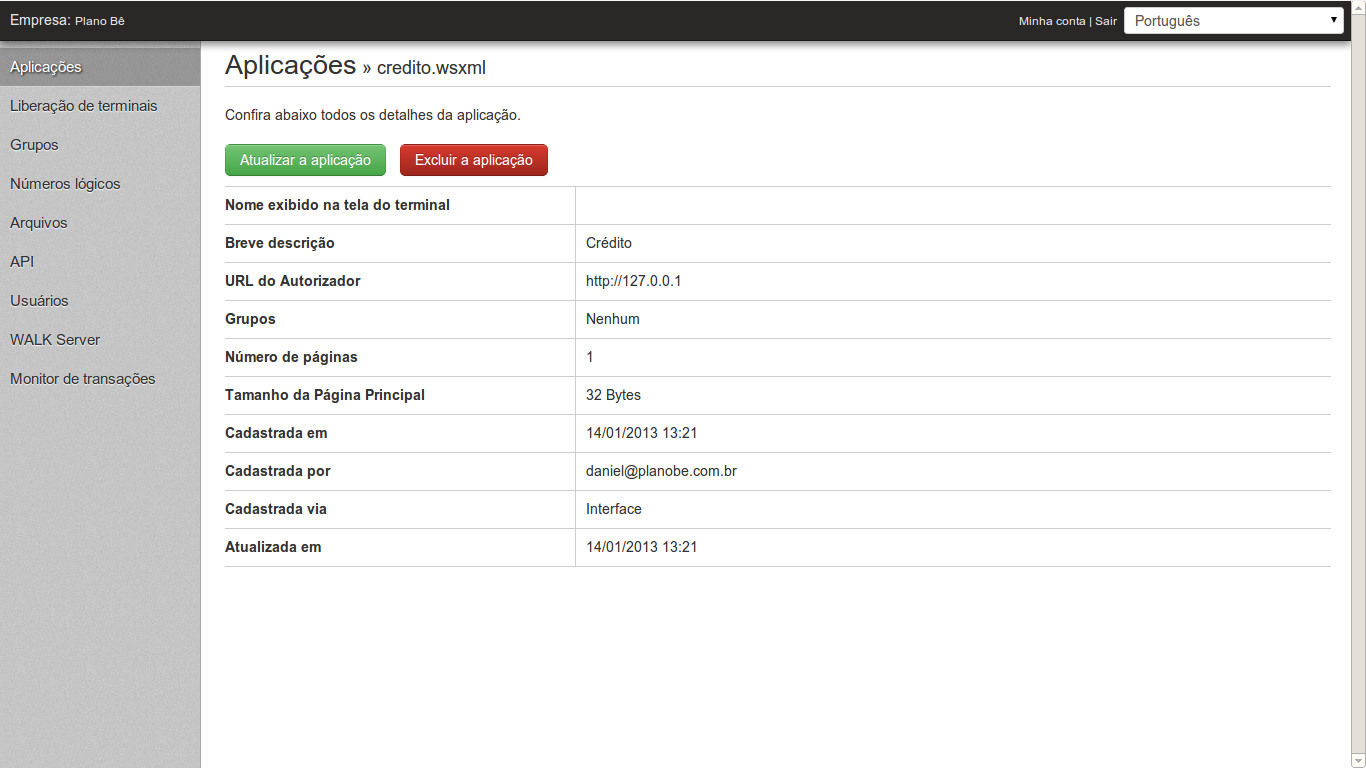 Empresa: Plano Bê
Minha conta | Sair
Português
Aplicações
Liberação de terminais
Grupos
Números lógicos
Arquivos
API
Usuários
WALK Server
Monitor de transações
Aplicações » credito.wsxml
Confira abaixo todos os detalhes da aplicação.
Atualizar a aplicação
Excluir a aplicação
Nome exibido na tela do terminal
Breve descrição Crédito
URL do Autorizador http://127.0.0.1
Grupos Nenhum
Número de páginas 1
Tamanho da Página Principal 32 Bytes
Cadastrada em 14/01/2013 13:21
Cadastrada por daniel@planobe.com.br
Cadastrada via Interface
Atualizada em 14/01/2013 13:21